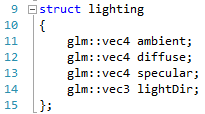 9 struct lighting
10 {
11 glm::vec4 ambient;
12 glm::vec4 diffuse;
13 glm::vec4 specular;
14 glm::vec3 lightDir;
15 };